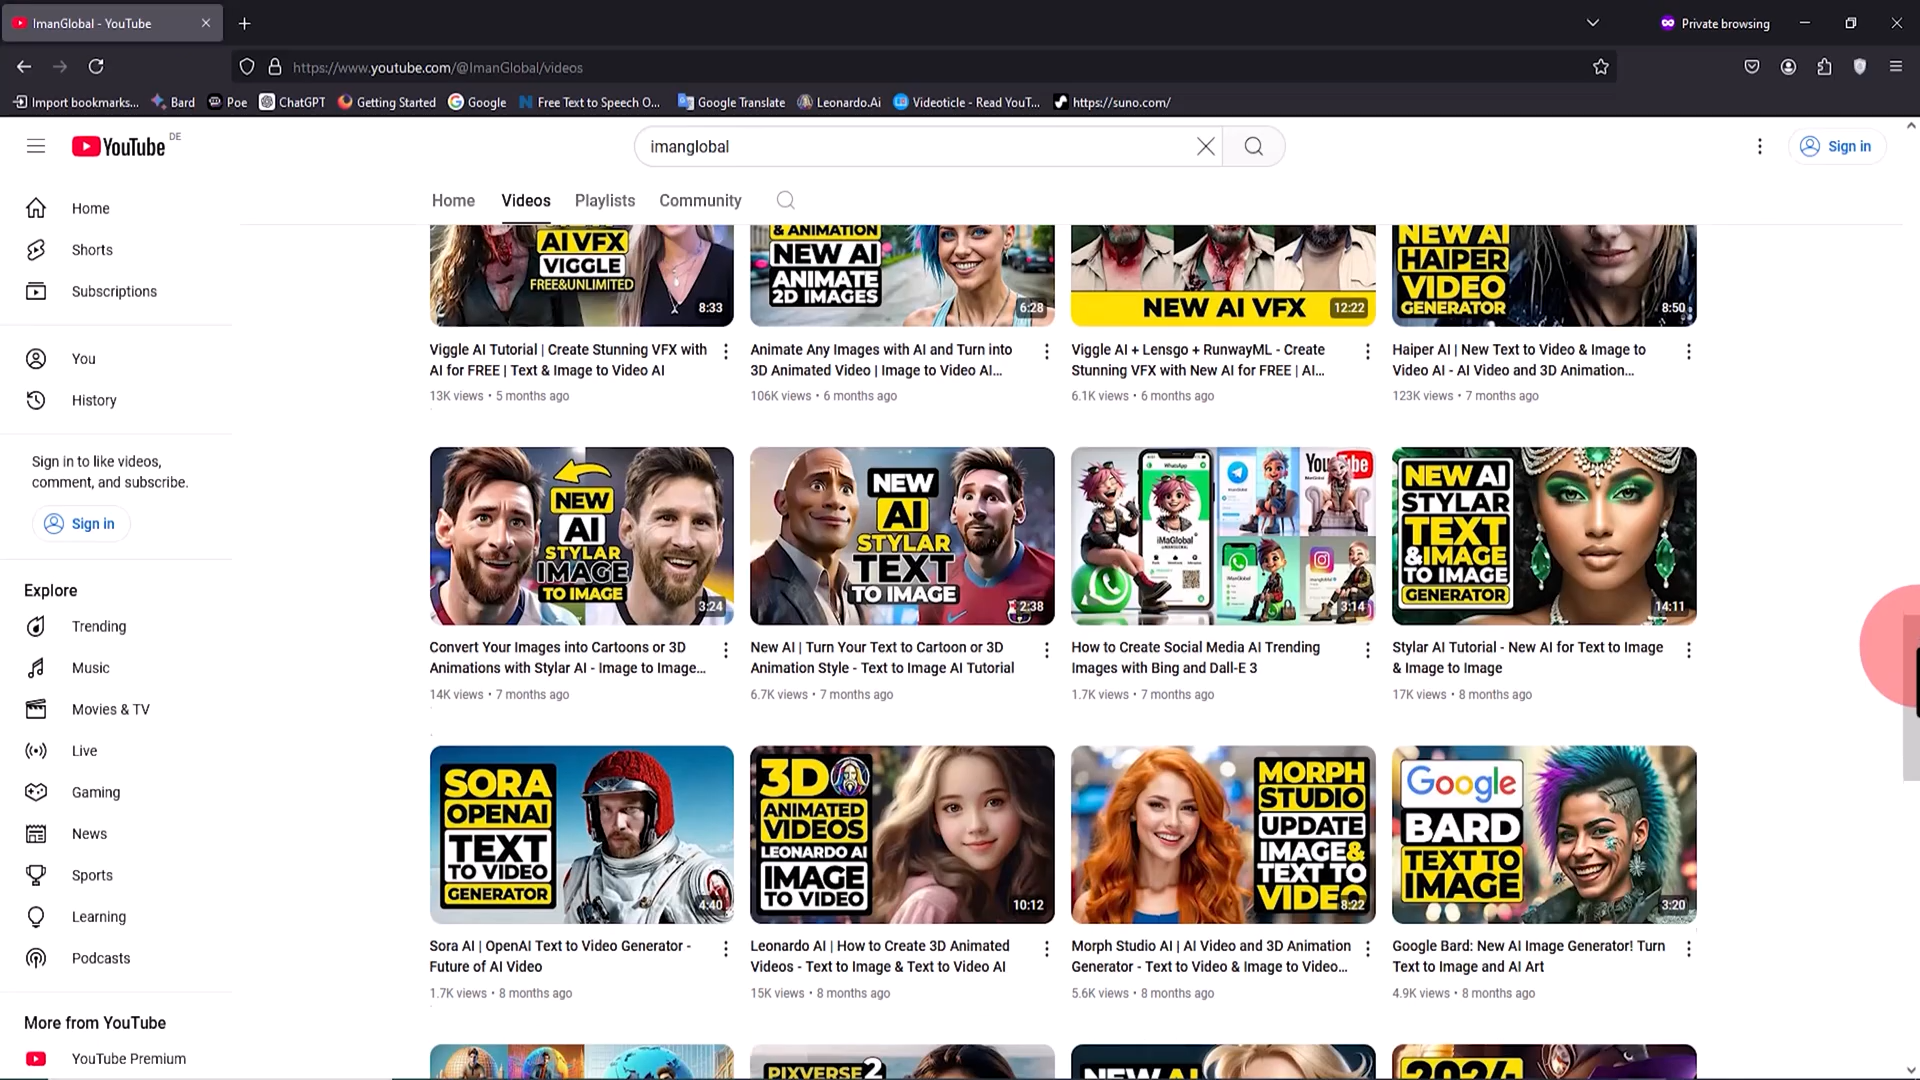 ImanGlobal - YouTube
Private browsing
https://www.youtube.com/@ImanGlobal/videos
Import bookmarks...
Bard
Poe
ChatGPT
Getting Started
Google
Free Text to Speech O...
Google Translate
Leonardo.Ai
Videoticle - Read YouT...
https://suno.com/
YouTube DE
imanglobal
Sign in
Home
Shorts
Subscriptions
You
History
Sign in to like videos,
comment, and subscribe.
Sign in
Explore
Trending
Music
Movies & TV
Live
Gaming
News
Sports
Learning
Podcasts
More from YouTube
YouTube Premium
Home
Videos
Playlists
Community
AI VFX
VIGGLE
FREE&UNLIMITED
8:33
& ANIMATION
NEW AI
ANIMATE
2D IMAGES
6:28
NEW AI VFX
12:22
NEW AI
HAIPER
VIDEO
GENERATOR
8:50
Viggle AI Tutorial | Create Stunning VFX with
AI for FREE | Text & Image to Video AI
13K views • 5 months ago
Animate Any Images with AI and Turn into
3D Animated Video | Image to Video AI...
106K views • 6 months ago
Viggle AI + Lensgo + RunwayML - Create
Stunning VFX with New AI for FREE | AI...
6.1K views • 6 months ago
Haiper AI | New Text to Video & Image to
Video AI - AI Video and 3D Animation...
123K views • 7 months ago
NEW
AI
STYLAR
IMAGE
TO IMAGE
3:24
NEW
AI
STYLAR
TEXT
TO IMAGE
2:38
WhatsApp
iMaGlobal
YouTube
3:14
NEW AI
STYLAR
TEXT
&IMAGE
TO IMAGE
GENERATOR
14:11
Convert Your Images into Cartoons or 3D
Animations with Stylar AI - Image to Image...
14K views • 7 months ago
New AI | Turn Your Text to Cartoon or 3D
Animation Style - Text to Image AI Tutorial
6.7K views • 7 months ago
How to Create Social Media AI Trending
Images with Bing and Dall-E 3
1.7K views • 7 months ago
Stylar AI Tutorial - New AI for Text to Image
& Image to Image
17K views • 8 months ago
SORA
OPENAI
TEXT
TO VIDEO
GENERATOR
4:40
3D
ANIMATED
VIDEOS
LEONARDO AI
IMAGE
TO VIDEO
10:12
MORPH
STUDIO
UPDATE
IMAGE&
TEXT TO
VIDEO
8:22
Google
BARD
TEXT TO
IMAGE
3:20
Sora AI | OpenAI Text to Video Generator -
Future of AI Video
1.7K views • 8 months ago
Leonardo AI | How to Create 3D Animated
Videos - Text to Image & Text to Video AI
15K views • 8 months ago
Morph Studio AI | AI Video and 3D Animation
Generator - Text to Video & Image to Video...
5.6K views • 8 months ago
Google Bard: New AI Image Generator! Turn
Text to Image and AI Art
4.9K views • 8 months ago
PIXVERSE 2
NEW AI
2024